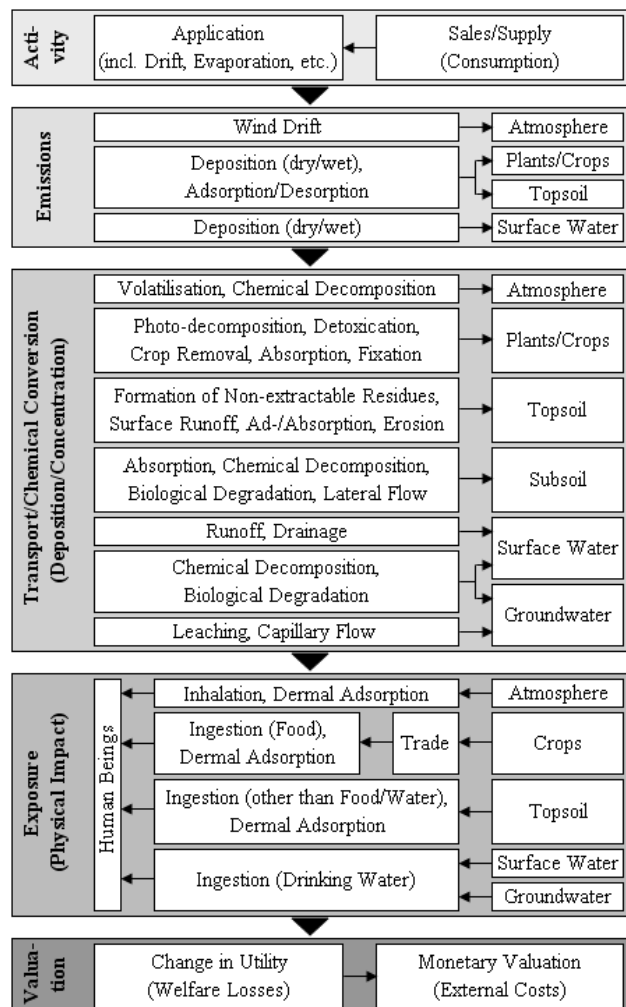 Acti-
vity
Application
(incl. Drift, Evaporation, etc.)
Sales/Supply
(Consumption)
Emissions
Wind Drift
Atmosphere
Deposition (dry/wet),
Adsorption/Desorption
Plants/Crops
Topsoil
Deposition (dry/wet)
Surface Water
Transport/Chemical Conversion
(Deposition/Concentration)
Volatilisation, Chemical Decomposition
Atmosphere
Photo-decomposition, Detoxication,
Crop Removal, Absorption, Fixation
Plants/Crops
Formation of Non-extractable Residues,
Surface Runoff, Ad-/Absorption, Erosion
Topsoil
Absorption, Chemical Decomposition,
Biological Degradation, Lateral Flow
Subsoil
Runoff, Drainage
Surface Water
Chemical Decomposition,
Biological Degradation
Groundwater
Leaching, Capillary Flow
Exposure
(Physical Impact)
Human Beings
Inhalation, Dermal Adsorption
Atmosphere
Ingestion (Food),
Dermal Adsorption
Trade
Crops
Ingestion (other than Food/Water),
Dermal Adsorption
Topsoil
Ingestion (Drinking Water)
Surface Water
Groundwater
Valua-
tion
Change in Utility
(Welfare Losses)
Monetary Valuation
(External Costs)